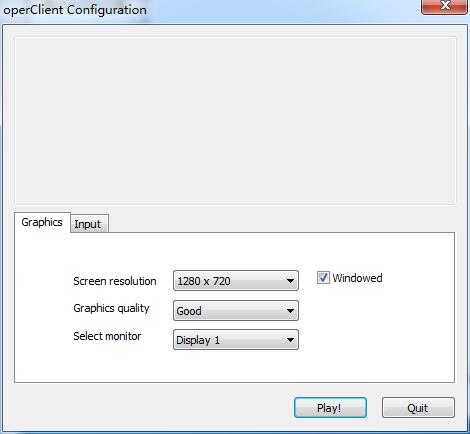 operClient Configuration
Graphics
Input
Screen resolution
1280 x 720
Windowed
Graphics quality
Good
Select monitor
Display 1
Play!
Quit